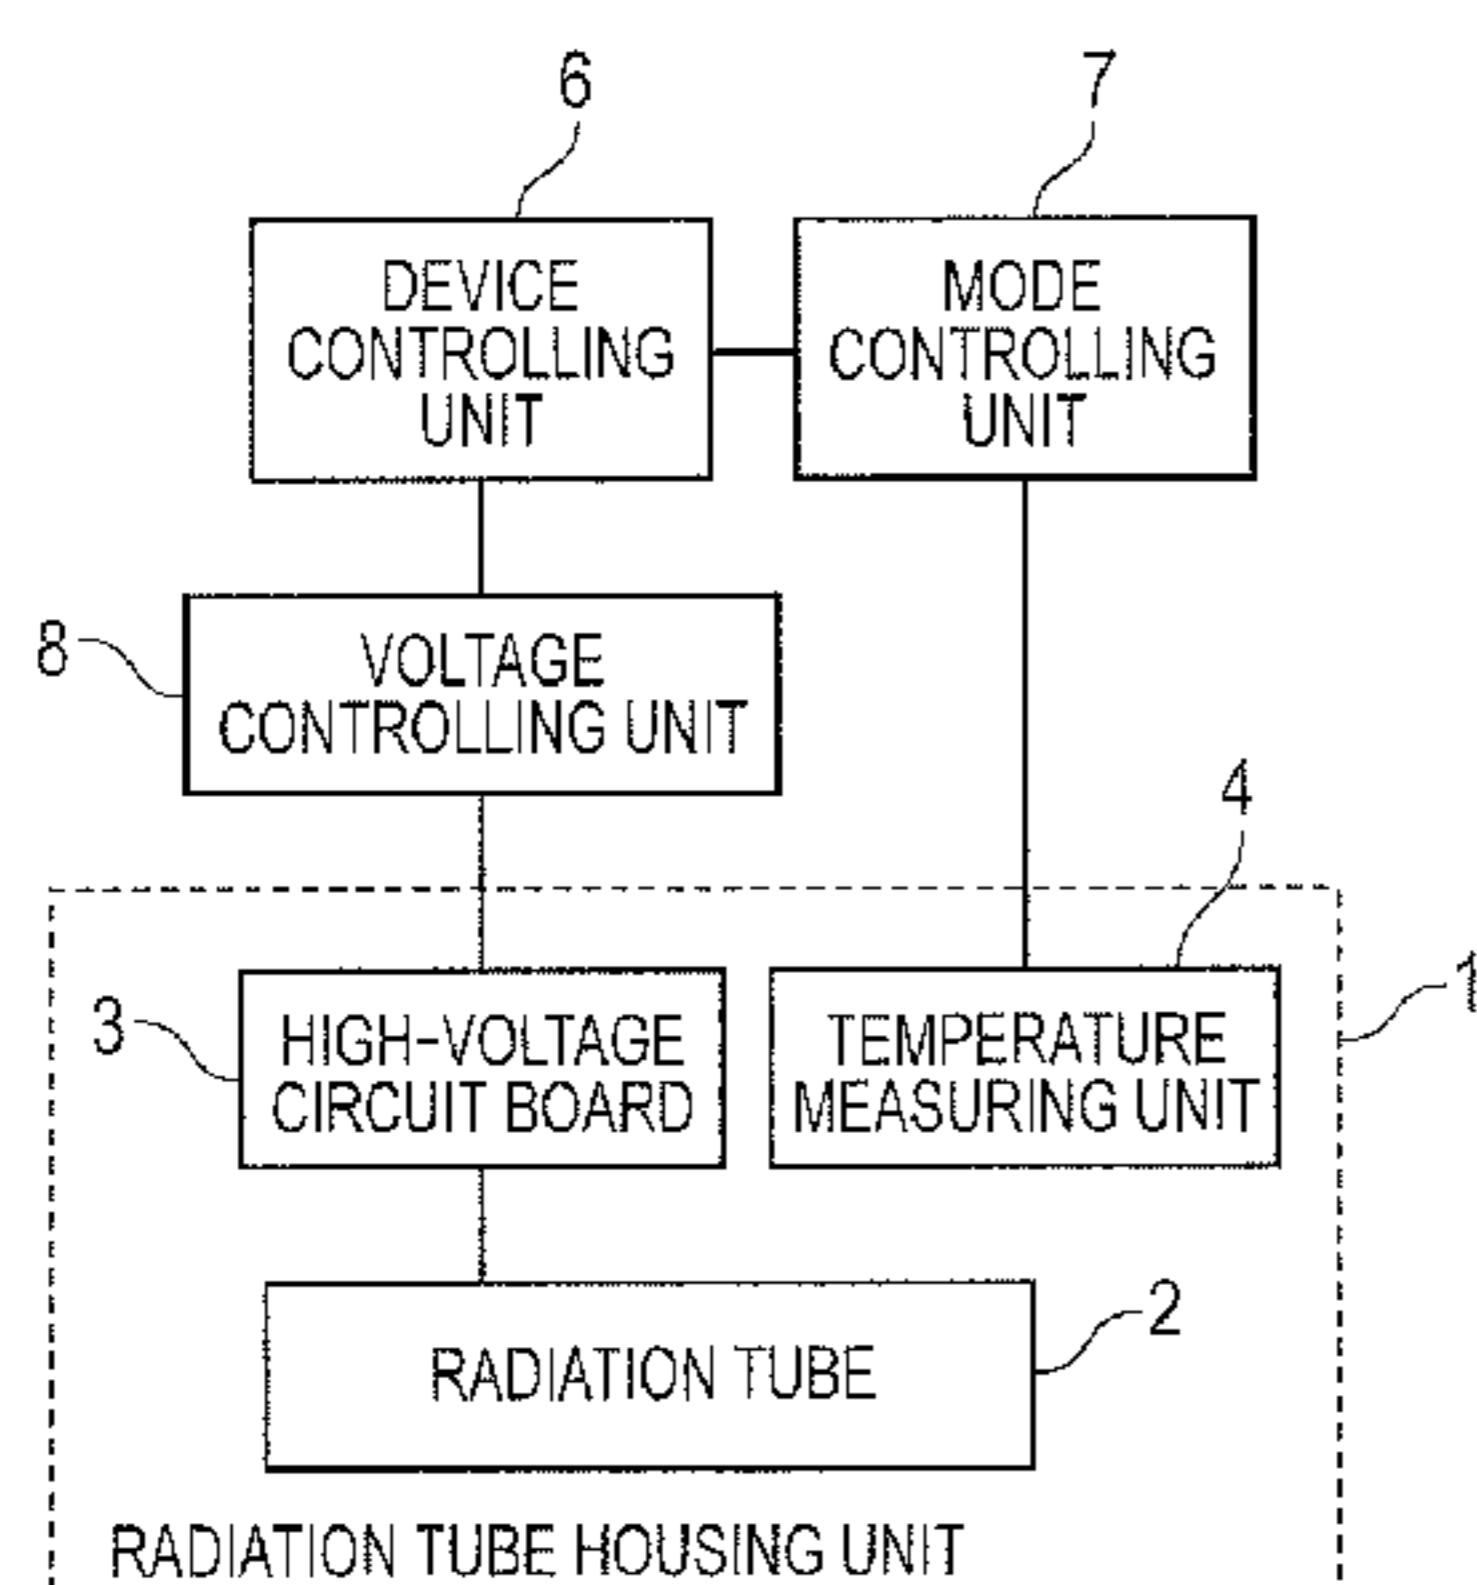 6
7
DEVICE
CONTROLLING
UNIT
MODE
CONTROLLING
UNIT
8
VOLTAGE
CONTROLLING UNIT
4
3
HIGH-VOLTAGE
CIRCUIT BOARD
TEMPERATURE
MEASURING UNIT
1
2
RADIATION TUBE
RADIATION TUBE HOUSING UNIT